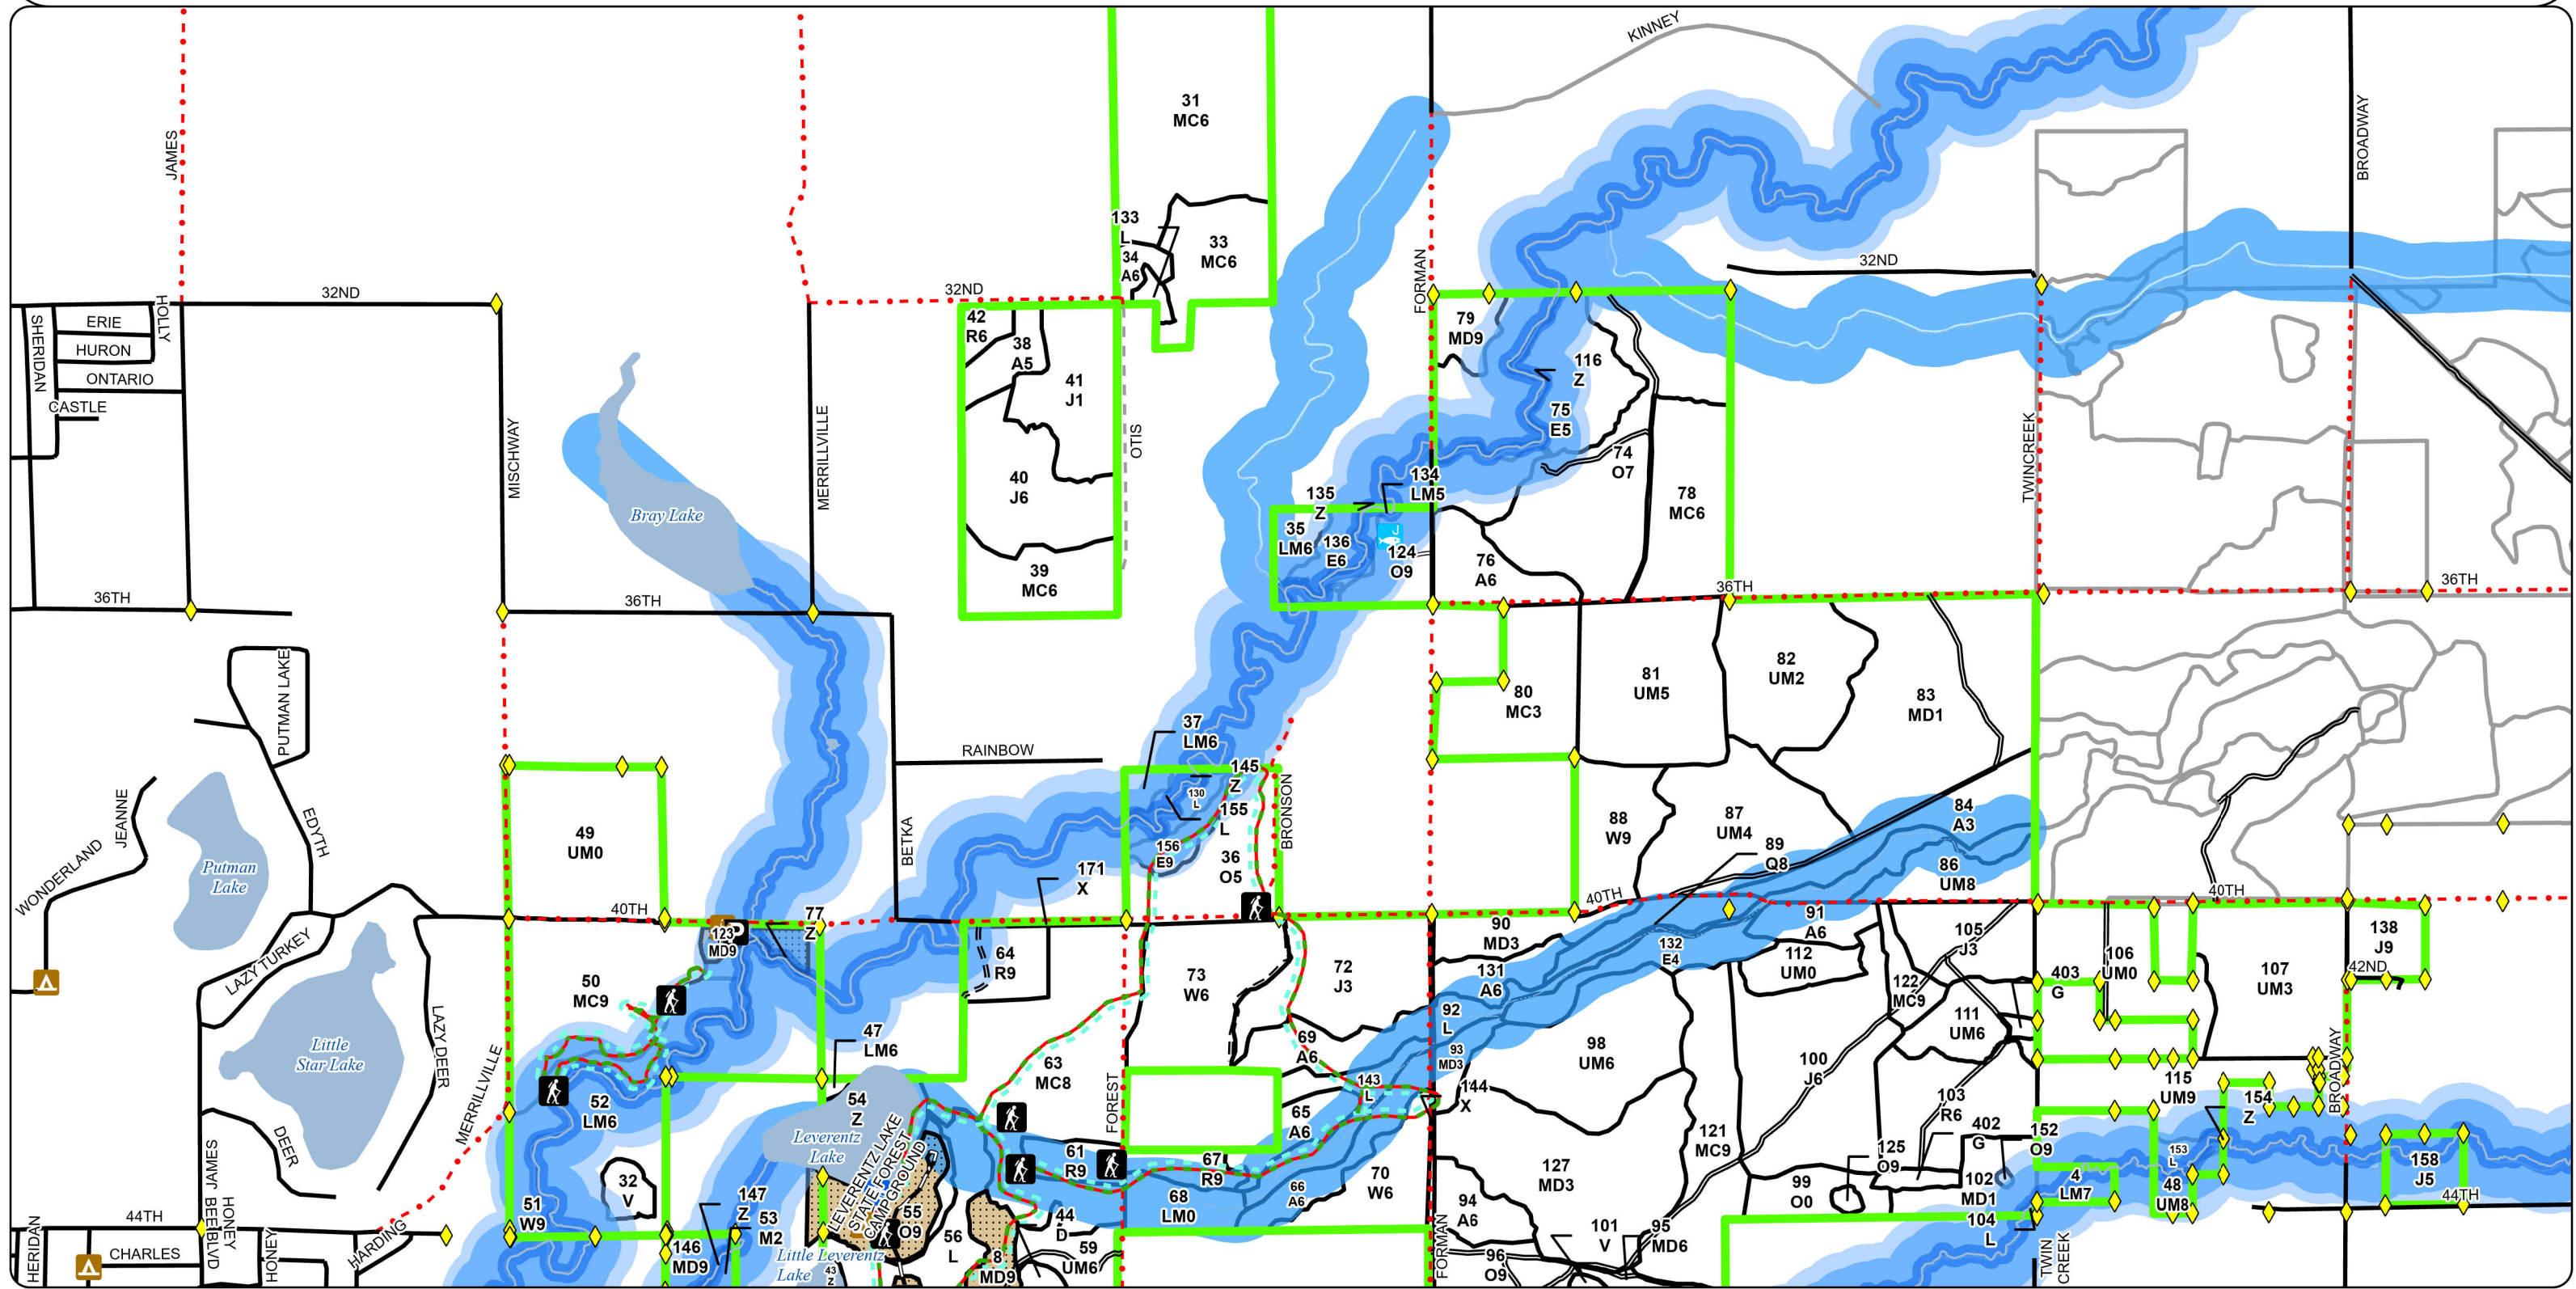 KINNEY
31
MC6
JAMES
BROADWAY
133
L
33
MC6
34
A6
32ND
32ND
32ND
FORMAN
HOLLY
SHERIDAN
ERIE
HURON
ONTARIO
CASTLE
42
R6
38
A5
41
J1
79
MD9
116
Z
MISCHWAY
MERRILLVILLE
OTIS
75
E5
TWINCREEK
74
O7
40
J6
134
LM5
135
Z
78
MC6
Bray Lake
35
LM6
136
E6
124
O9
76
A6
39
MC6
36TH
36TH
36TH
36TH
PUTMAN LAKE
81
UM5
82
UM2
80
MC3
83
MD1
37
LM6
RAINBOW
145
Z
130
L
155
L
BRONSON
JEANNE
EDYTH
WONDERLAND
49
UM0
BETKA
156
E9
36
O5
88
W9
87
UM4
84
A3
89
Q8
86
UM8
Putman
Lake
171
X
40TH
40TH
40TH
77
Z
123
MD9
P
90
MD3
91
A6
105
J3
138
J9
LAZY TURKEY
64
R9
132
E4
112
UM0
106
UM0
403
G
107
UM3
42ND
50
MC9
73
W6
72
J3
131
A6
122
MC9
LAZY DEER
92
L
111
UM6
Little
Star Lake
47
LM6
69
A6
98
UM6
93
MD3
100
J6
BROADWAY
63
MC8
FOREST
MERRILLVILLE
52
LM6
54
Z
143
L
144
X
115
UM9
154
Z
103
R6
65
A6
402
G
152
O9
Leverentz
Lake
LEVERENTZ LAKE
STATE FOREST
CAMPGROUND
DEER
121
MC9
125
O9
153
L
61
R9
67
R9
127
MD3
158
J5
JAMES
BEEBLVD
HONEY
32
V
70
W6
102
MD1
99
O0
4
LM7
48
UM8
66
A6
44TH
51
W9
147
Z
68
LM0
94
A6
44TH
53
M2
55
O9
44
D
104
L
101
V
95
MD6
HERIDAN
CHARLES
HONEY
HARDING
146
MD9
Little Leverentz
Lake
43
Z
56
L
8
MD9
59
UM6
FORMAN
96
O9
TWIN
CREEK